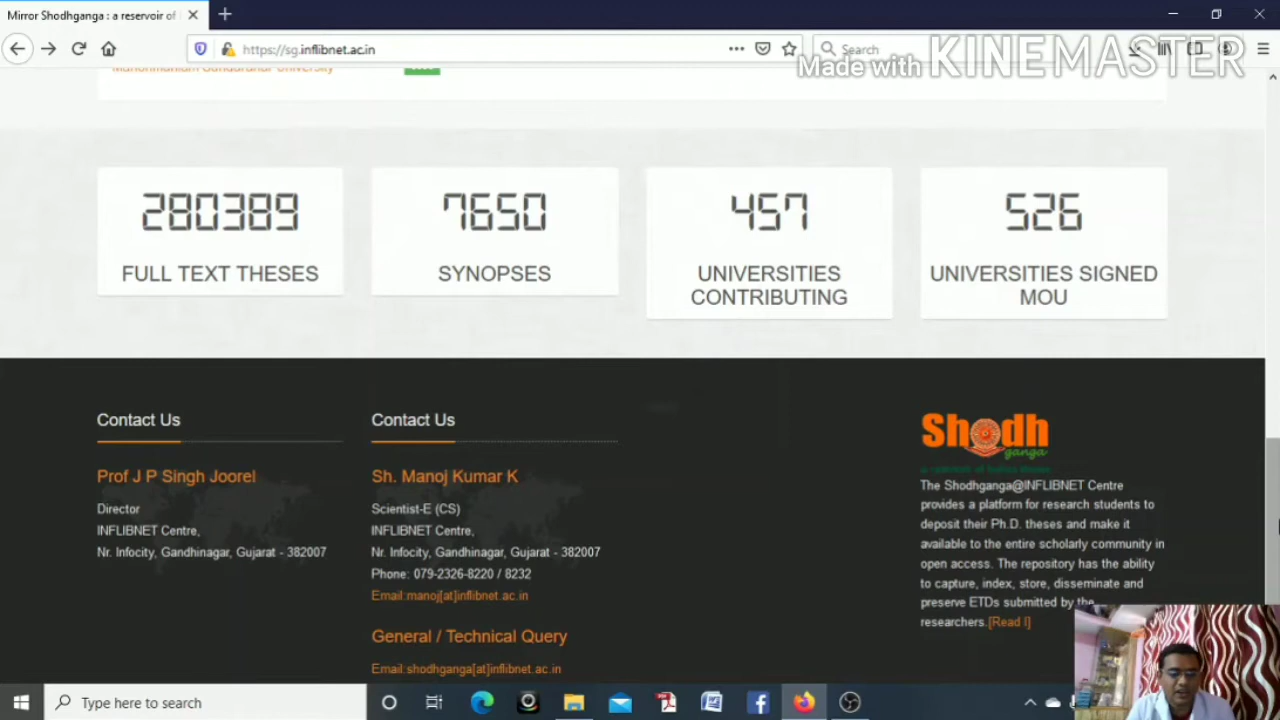 Mirror Shodhganga : a reservoir of
https://sg.inflibnet.ac.in
Search
Made with KINEMASTER
Manonmaniam Sundaranar University
280389
FULL TEXT THESES
7650
SYNOPSES
457
UNIVERSITIES
CONTRIBUTING
526
UNIVERSITIES SIGNED
MOU
Contact Us
Prof J P Singh Joorel
Director
INFLIBNET Centre,
Nr. Infocity, Gandhinagar, Gujarat - 382007
Contact Us
Sh. Manoj Kumar K
Scientist-E (CS)
INFLIBNET Centre,
Nr. Infocity, Gandhinagar, Gujarat - 382007
Phone: 079-2326-8220 / 8232
Email:manoj[at]inflibnet.ac.in
General / Technical Query
Email:shodhganga[at]inflibnet.ac.in
Shodh
ganga
The Shodhganga@INFLIBNET Centre
provides a platform for research students to
deposit their Ph.D. theses and make it
available to the entire scholarly community in
open access. The repository has the ability
to capture, index, store, disseminate and
preserve ETDs submitted by the
researchers.[Read I]
Type here to search